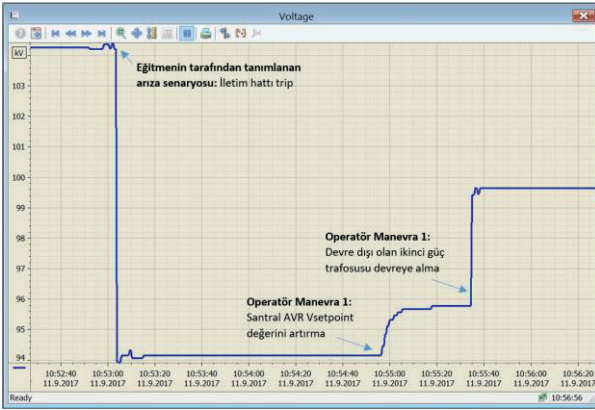 Voltage
kV
103
102
101
100
99
98
97
96
95
94
Eğitmenin tarafından tanımlanan
arıza senaryosu: İletim hattı trip
Operatör Manevra 1:
Devre dışı olan ikinci güç
trafosusu devreye alma
Operatör Manevra 1:
Santral AVR Vsetpoint
değerini artırma
10:52:40 10:53:00 10:53:20 10:53:40 10:54:00 10:54:20 10:54:40 10:55:00 10:55:20 10:55:40 10:56:00 10:56:20
11.9.2017 11.9.2017 11.9.2017 11.9.2017 11.9.2017 11.9.2017 11.9.2017 11.9.2017 11.9.2017 11.9.2017 11.9.2017 11.9.2017
Ready 10:56:56